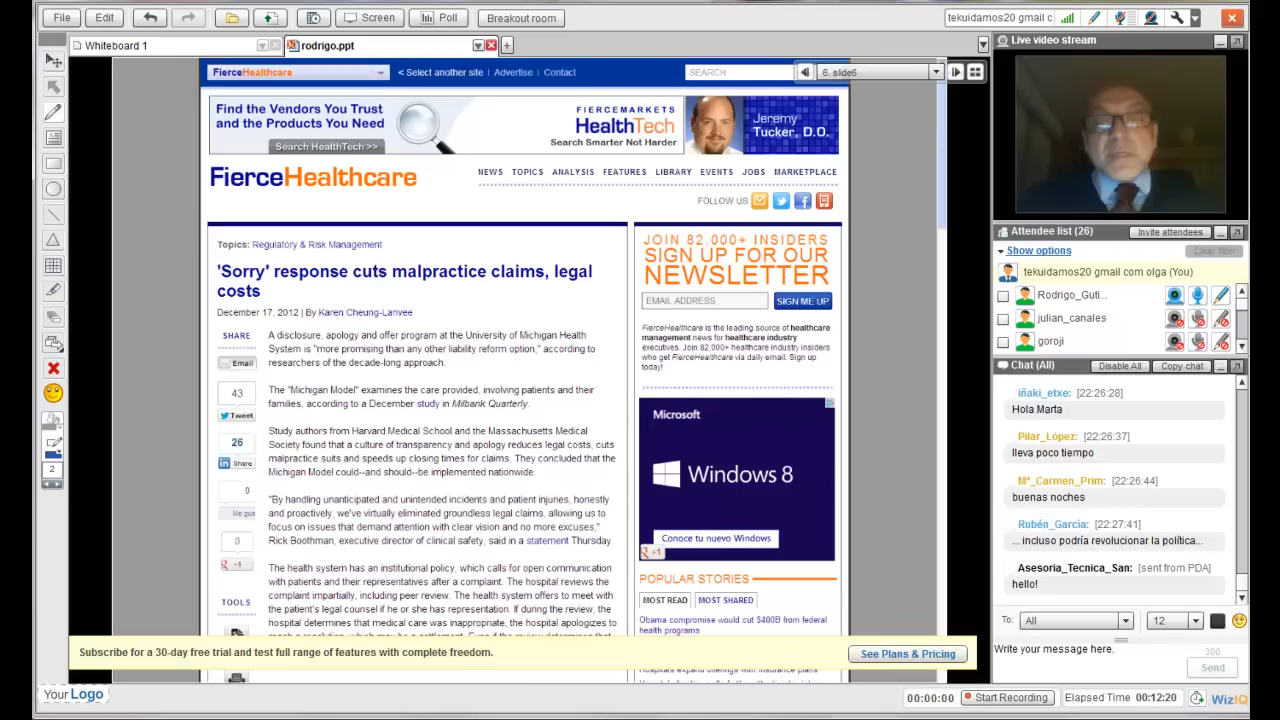 File
Edit
Screen
Poll
Breakout room
tekuidamos20 gmail c
Whiteboard 1
rodrigo.ppt
FierceHealthcare
< Select another site | Advertise | Contact
SEARCH
6. slide6
Find the Vendors You Trust
and the Products You Need
Search HealthTech >>
FIERCEMARKETS
HealthTech
Search Smarter Not Harder
Jeremy
Tucker, D.O.
FierceHealthcare
NEWS TOPICS ANALYSIS FEATURES LIBRARY EVENTS JOBS MARKETPLACE
FOLLOW US
Topics: Regulatory & Risk Management
'Sorry' response cuts malpractice claims, legal
costs
December 17, 2012 | By Karen Cheung-Larivee
SHARE
Email
43
Tweet
26
Share
0
Me gus
0
+1
TOOLS
A disclosure, apology and offer program at the University of Michigan Health
System is "more promising than any other liability reform option," according to
researchers of the decade-long approach.
The "Michigan Model" examines the care provided, involving patients and their
families, according to a December study in Milbank Quarterly.
Study authors from Harvard Medical School and the Massachusetts Medical
Society found that a culture of transparency and apology reduces legal costs, cuts
malpractice suits and speeds up closing times for claims. They concluded that the
Michigan Model could--and should--be implemented nationwide.
"By handling unanticipated and unintended incidents and patient injuries, honestly
and proactively, we've virtually eliminated groundless legal claims, allowing us to
focus on issues that demand attention with clear vision and no more excuses,"
Rick Boothman, executive director of clinical safety, said in a statement Thursday.
The health system has an institutional policy, which calls for open communication
with patients and their representatives after a complaint. The hospital reviews the
complaint impartially, including peer review. The health system offers to meet with
the patient's legal counsel if he or she has representation. If during the review, the
hospital determines that medical care was inappropriate, the hospital apologizes to
JOIN 82,000+ INSIDERS
SIGN UP FOR OUR
NEWSLETTER
EMAIL ADDRESS
SIGN ME UP
FierceHealthcare is the leading source of healthcare
management news for healthcare industry
executives. Join 82,000+ healthcare industry insiders
who get FierceHealthcare via daily email. Sign up
today!
Microsoft
Windows 8
Conoce tu nuevo Windows
+1
POPULAR STORIES
MOST READ
MOST SHARED
Obama compromise would cut $400B from federal
health programs
Subscribe for a 30-day free trial and test full range of features with complete freedom.
See Plans & Pricing
Live video stream
Attendee list (26)
Invite attendees
Show options
Clear
tekuidamos20 gmail com olga (You)
Rodrigo_Guti...
julian_canales
goroji
Chat (All)
Disable All
Copy chat
iñaki_etxe: [22:26:28]
Hola Marta
Pilar_López: [22:26:37]
lleva poco tiempo
Mª_Carmen_Prim: [22:26:44]
buenas noches
Rubén_Garcia: [22:27:41]
... incluso podría revolucionar la política...
Asesoria_Tecnica_San: [sent from PDA]
hello!
To:
All
12
Write your message here.
300
Send
2
Your Logo
00:00:00
Start Recording
Elapsed Time 00:12:20
WizIQ